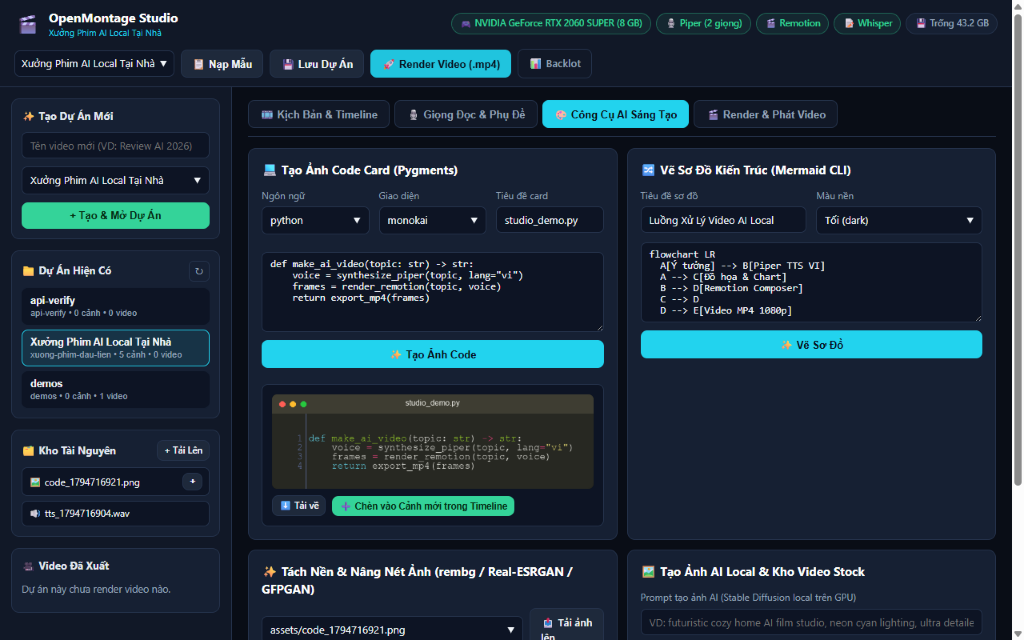 OpenMontage Studio
Xưởng Phim AI Local Tại Nhà
NVIDIA GeForce RTX 2060 SUPER (8 GB)
Piper (2 giọng)
Remotion
Whisper
Trống 43.2 GB
Xưởng Phim AI Local Tại Nhà
Nạp Mẫu
Lưu Dự Án
Render Video (.mp4)
Backlot
Tạo Dự Án Mới
Tên video mới (VD: Review AI 2026)
Xưởng Phim AI Local Tại Nhà
+ Tạo & Mở Dự Án
Dự Án Hiện Có
api-verify
api-verify • 0 cảnh • 0 video
Xưởng Phim AI Local Tại Nhà
xuong-phim-dau-tien • 5 cảnh • 0 video
demos
demos • 0 cảnh • 1 video
Kho Tài Nguyên
+ Tải Lên
code_1794716921.png
+
tts_1794716904.wav
Video Đã Xuất
Dự án này chưa render video nào.
Kịch Bản & Timeline
Giọng Đọc & Phụ Đề
Công Cụ AI Sáng Tạo
Render & Phát Video
Tạo Ảnh Code Card (Pygments)
Ngôn ngữ
Giao diện
Tiêu đề card
python
monokai
studio_demo.py
def make_ai_video(topic: str) -> str:
    voice = synthesize_piper(topic, lang="vi")
    frames = render_remotion(topic, voice)
    return export_mp4(frames)
Tạo Ảnh Code
studio_demo.py
1 def make_ai_video(topic: str) -> str:
2     voice = synthesize_piper(topic, lang="vi")
3     frames = render_remotion(topic, voice)
4     return export_mp4(frames)
Tải về
Chèn vào Cảnh mới trong Timeline
Vẽ Sơ Đồ Kiến Trúc (Mermaid CLI)
Tiêu đề sơ đồ
Màu nền
Luồng Xử Lý Video AI Local
Tối (dark)
flowchart LR
  A[Ý tưởng] --> B[Piper TTS VI]
  A --> C[Đồ họa & Chart]
  B --> D[Remotion Composer]
  C --> D
  D --> E[Video MP4 1080p]
Vẽ Sơ Đồ
Tách Nền & Nâng Nét Ảnh (rembg / Real-ESRGAN /
GFPGAN)
assets/code_1794716921.png
Tải ảnh
lên
Tạo Ảnh AI Local & Kho Video Stock
Prompt tạo ảnh AI (Stable Diffusion local trên GPU)
VD: futuristic cozy home AI film studio, neon cyan lighting, ultra detaile